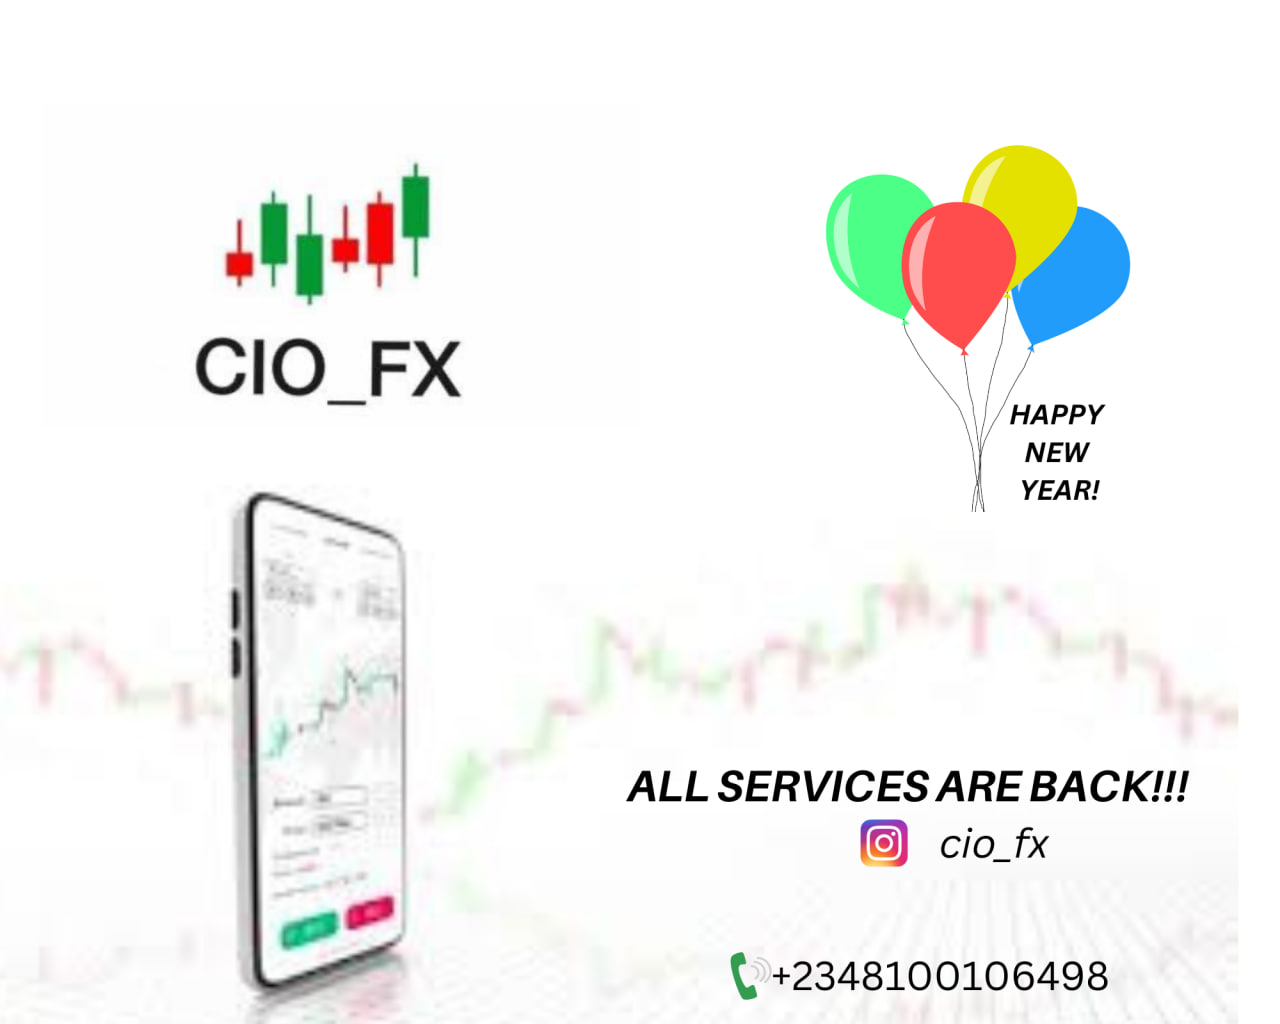 CIO_FX
HAPPY
NEW
YEAR!
ALL SERVICES ARE BACK!!!
cio_fx
+2348100106498